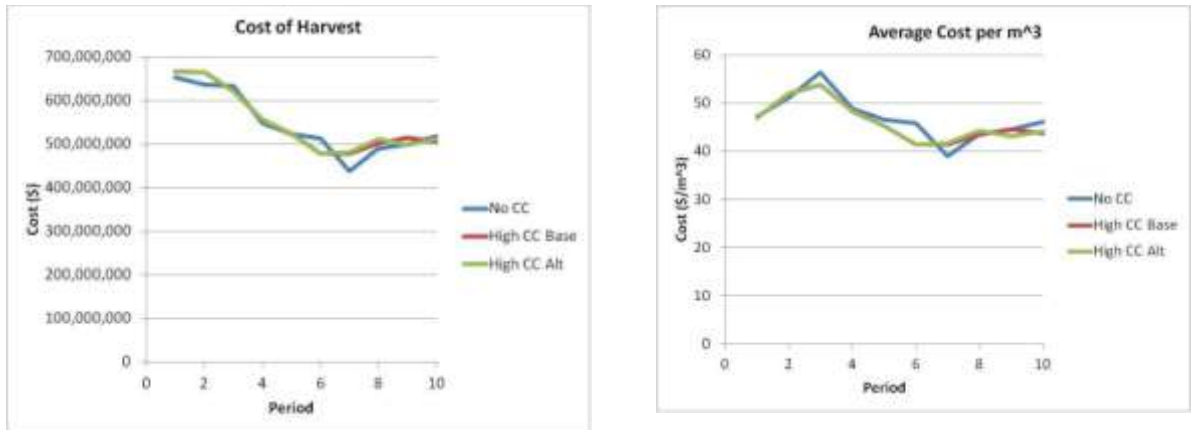 Cost of Harvest
700,000,000
600,000,000
500,000,000
400,000,000
300,000,000
200,000,000
100,000,000
0
Cost ($)
0 2 4 6 8 10
Period
No CC
High CC Base
High CC Alt
Average Cost per m^3
60
50
40
30
20
10
0
Cost ($/m^3)
0 2 4 6 8 10
Period
No CC
High CC Base
High CC Alt